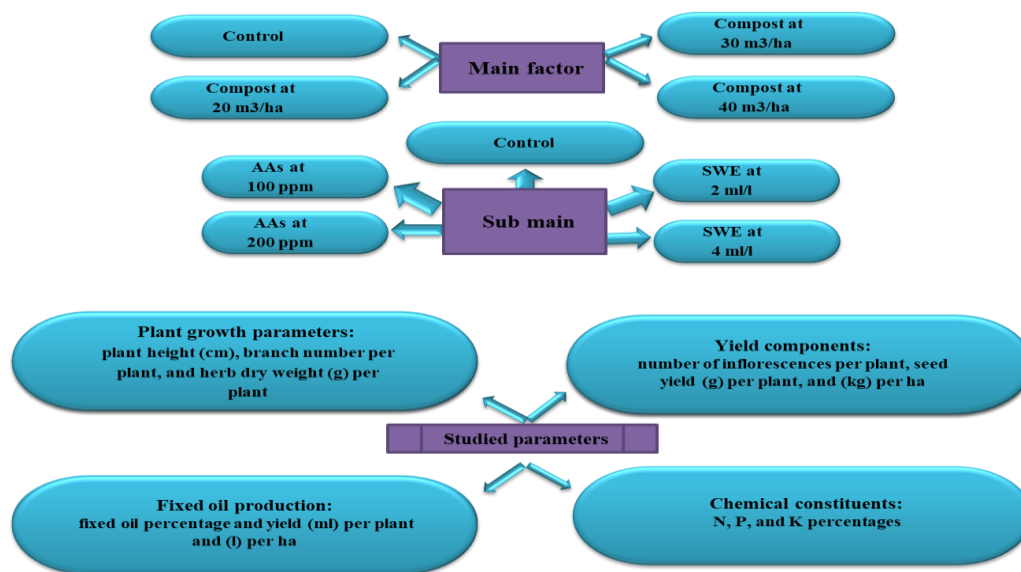 Control
Compost at
20 m3/ha
Main factor
Compost at
30 m3/ha
Compost at
40 m3/ha
Control
AAs at
100 ppm
AAs at
200 ppm
Sub main
SWE at
2 ml/l
SWE at
4 ml/l
Plant growth parameters:
plant height (cm), branch number per
plant, and herb dry weight (g) per
plant
Yield components:
number of inflorescences per plant, seed
yield (g) per plant, and (kg) per ha
Studied parameters
Fixed oil production:
fixed oil percentage and yield (ml) per plant
and (l) per ha
Chemical constituents:
N, P, and K percentages